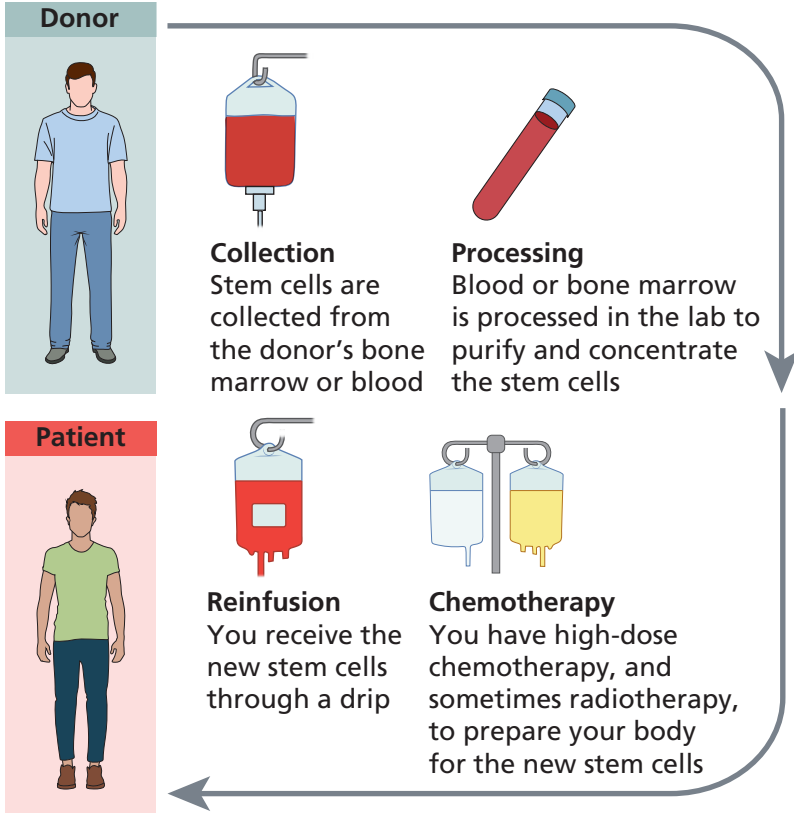 Donor
Collection
Stem cells are
collected from
the donor’s bone
marrow or blood
Processing
Blood or bone marrow
is processed in the lab to
purify and concentrate
the stem cells
Patient
Reinfusion
You receive the
new stem cells
through a drip
Chemotherapy
You have high-dose
chemotherapy, and
sometimes radiotherapy,
to prepare your body
for the new stem cells